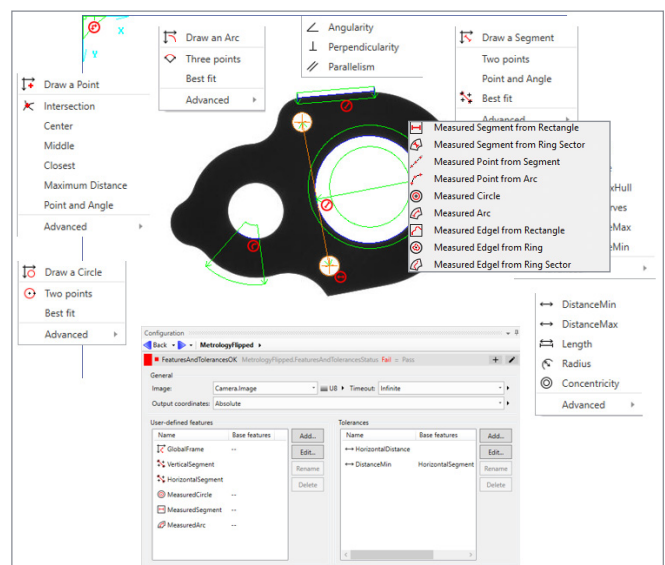 X
Y
Draw an Arc
Three points
Best fit
Advanced
Angularity
Perpendicularity
Parallelism
Draw a Segment
Two points
Point and Angle
Best fit
Advanced
Draw a Point
Intersection
Center
Middle
Closest
Maximum Distance
Point and Angle
Advanced
Measured Segment from Rectangle
Measured Segment from Ring Sector
Measured Point from Segment
Measured Point from Arc
Measured Circle
Measured Arc
Measured Edgel from Rectangle
Measured Edgel from Ring
Measured Edgel from Ring Sector
xHull
rves
eMax
eMin
Draw a Circle
Two points
Best fit
Advanced
DistanceMin
DistanceMax
Length
Radius
Concentricity
Advanced
Configuration
Back MetrologyFlipped
FeaturesAndTolerancesOK MetrologyFlipped.FeaturesAndTolerancesStatus Fail = Pass
General
Image: Camera.Image U8 Timeout: Infinite
Output coordinates: Absolute
User-defined features
Name Base features
GlobalFrame --
VerticalSegment
HorizontalSegment
MeasuredCircle --
MeasuredSegment --
MeasuredArc --
Add...
Edit...
Rename
Delete
Tolerances
Name Base features
HorizontalDistance
DistanceMin HorizontalSegment
Add...
Edit...
Rename
Delete